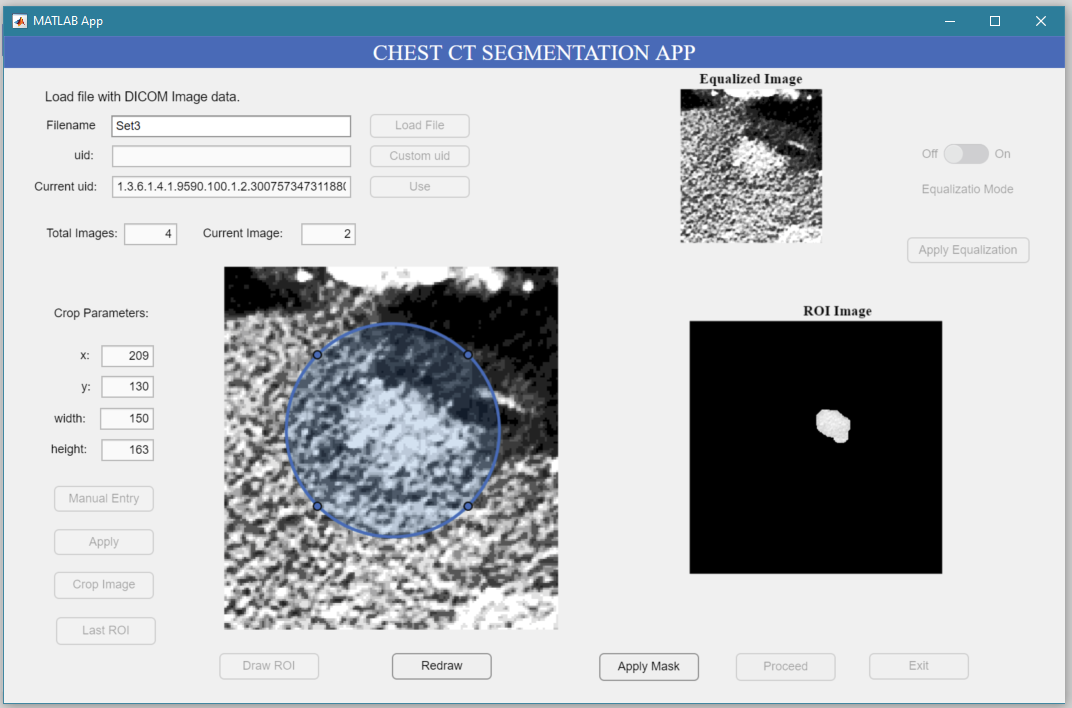 MATLAB App
CHEST CT SEGMENTATION APP
Load file with DICOM Image data.
Filename Set3 Load File
uid: Custom uid
Current uid: 1.3.6.1.4.1.9590.100.1.2.300757347311880
Use
Total Images: 4 Current Image: 2
Equalized Image
Off On
Equalizatio Mode
Apply Equalization
Crop Parameters:
x: 209
y: 130
width: 150
height: 163
Manual Entry
Apply
Crop Image
Last ROI
ROI Image
Draw ROI Redraw Apply Mask Proceed Exit